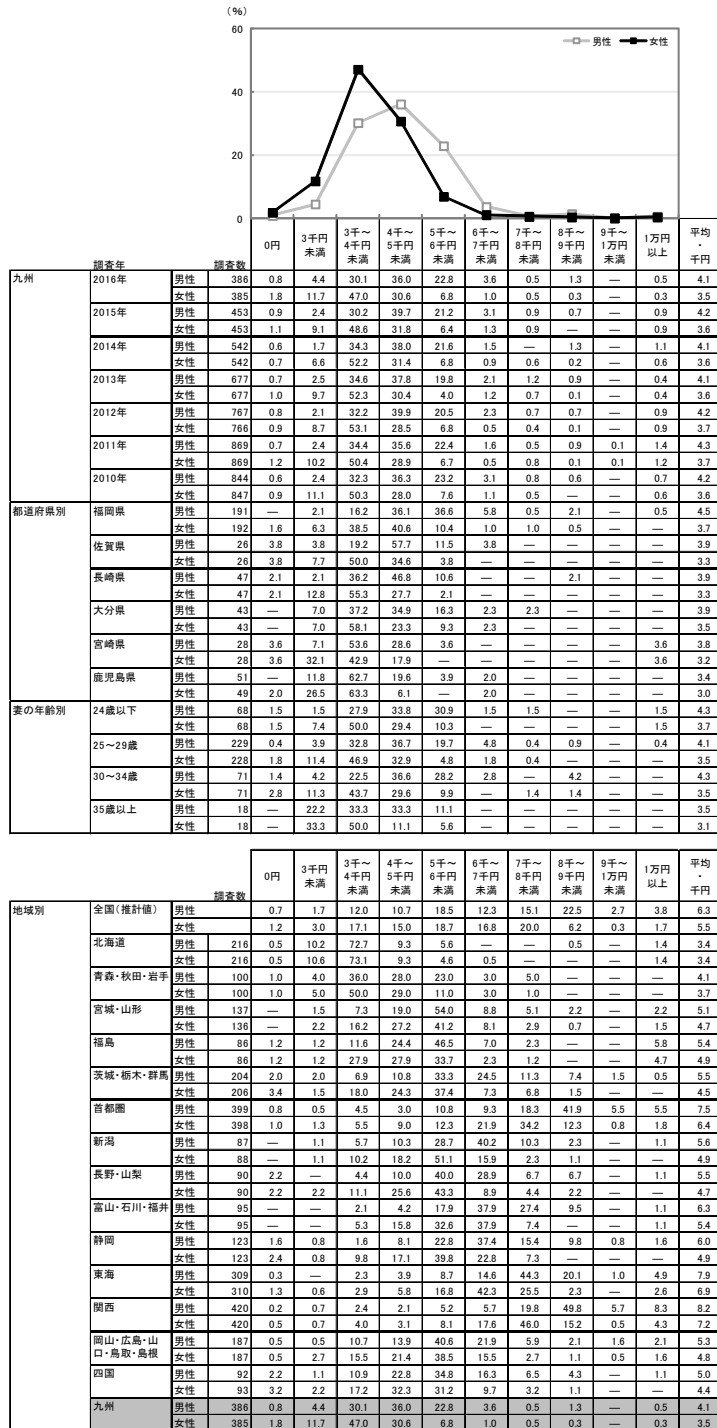 (%)
男性 女性
60
40
20
0
調査年 調査数 0円 3千円未満 3千～4千円未満 4千～5千円未満 5千～6千円未満 6千～7千円未満 7千～8千円未満 8千～9千円未満 9千～1万円未満 1万円以上 平均・千円
九州 2016年 男性 386 0.8 4.4 30.1 36.0 22.8 3.6 0.5 1.3 — 0.5 4.1
女性 385 1.8 11.7 47.0 30.6 6.8 1.0 0.5 0.3 — 0.3 3.5
2015年 男性 453 0.9 2.4 30.2 39.7 21.2 3.1 0.9 0.7 — 0.9 4.2
女性 453 1.1 9.1 48.6 31.8 6.4 1.3 0.9 — — 0.9 3.6
2014年 男性 542 0.6 1.7 34.3 38.0 21.6 1.5 — 1.3 — 1.1 4.1
女性 542 0.7 6.6 52.2 31.4 6.8 0.9 0.6 0.2 — 0.6 3.6
2013年 男性 677 0.7 2.5 34.6 37.8 19.8 2.1 1.2 0.9 — 0.4 4.1
女性 677 1.0 9.7 52.3 30.4 4.0 1.2 0.7 0.1 — 0.4 3.6
2012年 男性 767 0.8 2.1 32.2 39.9 20.5 2.3 0.7 0.7 — 0.9 4.2
女性 766 0.9 8.7 53.1 28.5 6.8 0.5 0.4 0.1 — 0.9 3.7
2011年 男性 869 0.7 2.4 34.4 35.6 22.4 1.6 0.5 0.9 0.1 1.4 4.3
女性 869 1.2 10.2 50.4 28.9 6.7 0.5 0.8 0.1 0.1 1.2 3.7
2010年 男性 844 0.6 2.4 32.3 36.3 23.2 3.1 0.8 0.6 — 0.7 4.2
女性 847 0.9 11.1 50.3 28.0 7.6 1.1 0.5 — — 0.6 3.6
都道府県別 福岡県 男性 191 — 2.1 16.2 36.1 36.6 5.8 0.5 2.1 — 0.5 4.5
女性 192 1.6 6.3 38.5 40.6 10.4 1.0 1.0 0.5 — — 3.7
佐賀県 男性 26 3.8 3.8 19.2 57.7 11.5 3.8 — — — — 3.9
女性 26 3.8 7.7 50.0 34.6 3.8 — — — — — 3.3
長崎県 男性 47 2.1 2.1 36.2 46.8 10.6 — — 2.1 — — 3.9
女性 47 2.1 12.8 55.3 27.7 2.1 — — — — — 3.3
大分県 男性 43 — 7.0 37.2 34.9 16.3 2.3 2.3 — — — 3.9
女性 43 — 7.0 58.1 23.3 9.3 2.3 — — — — 3.5
宮崎県 男性 28 3.6 7.1 53.6 28.6 3.6 — — — — 3.6 3.8
女性 28 3.6 32.1 42.9 17.9 — — — — — 3.6 3.2
鹿児島県 男性 51 — 11.8 62.7 19.6 3.9 2.0 — — — — 3.4
女性 49 2.0 26.5 63.3 6.1 — 2.0 — — — — 3.0
妻の年齢別 24歳以下 男性 68 1.5 1.5 27.9 33.8 30.9 1.5 1.5 — — 1.5 4.3
女性 68 1.5 7.4 50.0 29.4 10.3 — — — — 1.5 3.7
25～29歳 男性 229 0.4 3.9 32.8 36.7 19.7 4.8 0.4 0.9 — 0.4 4.1
女性 228 1.8 11.4 46.9 32.9 4.8 1.8 0.4 — — — 3.5
30～34歳 男性 71 1.4 4.2 22.5 36.6 28.2 2.8 — 4.2 — — 4.3
女性 71 2.8 11.3 43.7 29.6 9.9 — 1.4 1.4 — — 3.5
35歳以上 男性 18 — 22.2 33.3 33.3 11.1 — — — — — 3.5
女性 18 — 33.3 50.0 11.1 5.6 — — — — — 3.1
調査数 0円 3千円未満 3千～4千円未満 4千～5千円未満 5千～6千円未満 6千～7千円未満 7千～8千円未満 8千～9千円未満 9千～1万円未満 1万円以上 平均・千円
地域別 全国(推計値) 男性 0.7 1.7 12.0 10.7 18.5 12.3 15.1 22.5 2.7 3.8 6.3
女性 1.2 3.0 17.1 15.0 18.7 16.8 20.0 6.2 0.3 1.7 5.5
北海道 男性 216 0.5 10.2 72.7 9.3 5.6 — — 0.5 — 1.4 3.4
女性 216 0.5 10.6 73.1 9.3 4.6 0.5 — — — 1.4 3.4
青森・秋田・岩手 男性 100 1.0 4.0 36.0 28.0 23.0 3.0 5.0 — — — 4.1
女性 100 1.0 5.0 50.0 29.0 11.0 3.0 1.0 — — — 3.7
宮城・山形 男性 137 — 1.5 7.3 19.0 54.0 8.8 5.1 2.2 — 2.2 5.1
女性 136 — 2.2 16.2 27.2 41.2 8.1 2.9 0.7 — 1.5 4.7
福島 男性 86 1.2 1.2 11.6 24.4 46.5 7.0 2.3 — — 5.8 5.4
女性 86 1.2 1.2 27.9 27.9 33.7 2.3 1.2 — — 4.7 4.9
茨城・栃木・群馬 男性 204 2.0 2.0 6.9 10.8 33.3 24.5 11.3 7.4 1.5 0.5 5.5
女性 206 3.4 1.5 18.0 24.3 37.4 7.3 6.8 1.5 — — 4.5
首都圏 男性 399 0.8 0.5 4.5 3.0 10.8 9.3 18.3 41.9 5.5 5.5 7.5
女性 398 1.0 1.3 5.5 9.0 12.3 21.9 34.2 12.3 0.8 1.8 6.4
新潟 男性 87 — 1.1 5.7 10.3 28.7 40.2 10.3 2.3 — 1.1 5.6
女性 88 — 1.1 10.2 18.2 51.1 15.9 2.3 1.1 — — 4.9
長野・山梨 男性 90 2.2 — 4.4 10.0 40.0 28.9 6.7 6.7 — 1.1 5.5
女性 90 2.2 2.2 11.1 25.6 43.3 8.9 4.4 2.2 — — 4.7
富山・石川・福井 男性 95 — — 2.1 4.2 17.9 37.9 27.4 9.5 — 1.1 6.3
女性 95 — — 5.3 15.8 32.6 37.9 7.4 — — 1.1 5.4
静岡 男性 123 1.6 0.8 1.6 8.1 22.8 37.4 15.4 9.8 0.8 1.6 6.0
女性 123 2.4 0.8 9.8 17.1 39.8 22.8 7.3 — — — 4.9
東海 男性 309 0.3 — 2.3 3.9 8.7 14.6 44.3 20.1 1.0 4.9 7.9
女性 310 1.3 0.6 2.9 5.8 16.8 42.3 25.5 2.3 — 2.6 6.9
関西 男性 420 0.2 0.7 2.4 2.1 5.2 5.7 19.8 49.8 5.7 8.3 8.2
女性 420 0.5 0.7 4.0 3.1 8.1 17.6 46.0 15.2 0.5 4.3 7.2
岡山・広島・山口・鳥取・島根 男性 187 0.5 0.5 10.7 13.9 40.6 21.9 5.9 2.1 1.6 2.1 5.3
女性 187 0.5 2.7 15.5 21.4 38.5 15.5 2.7 1.1 0.5 1.6 4.8
四国 男性 92 2.2 1.1 10.9 22.8 34.8 16.3 6.5 4.3 — 1.1 5.0
女性 93 3.2 2.2 17.2 32.3 31.2 9.7 3.2 1.1 — — 4.4
九州 男性 386 0.8 4.4 30.1 36.0 22.8 3.6 0.5 1.3 — 0.5 4.1
女性 385 1.8 11.7 47.0 30.6 6.8 1.0 0.5 0.3 — 0.3 3.5